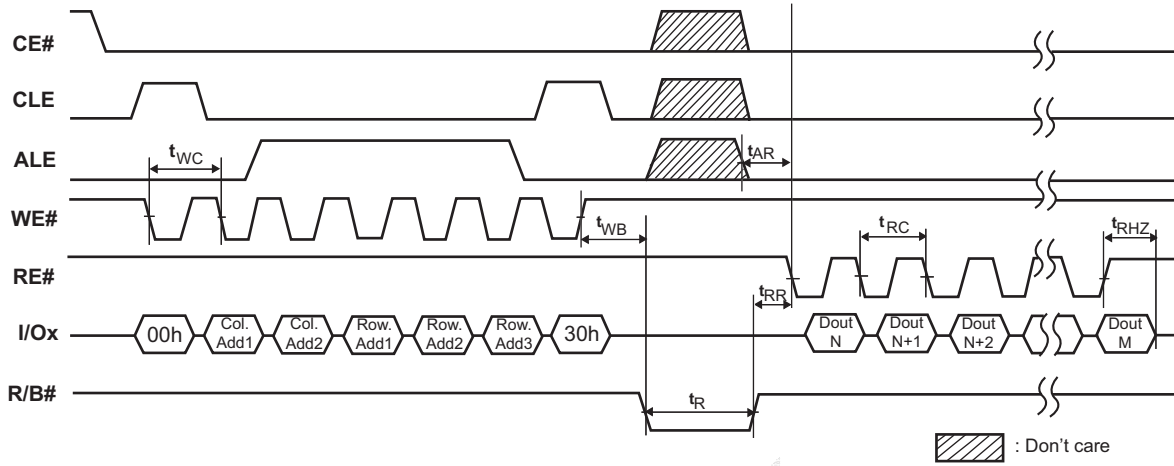 CE#
CLE
ALE
tAR
tWC
WE#
tWB
tRC
tRHZ
RE#
tRR
I/Ox
00h
Col. Add1
Col. Add2
Row. Add1
Row. Add2
Row. Add3
30h
Dout N
Dout N+1
Dout N+2
Dout M
R/B#
tR
: Don't care